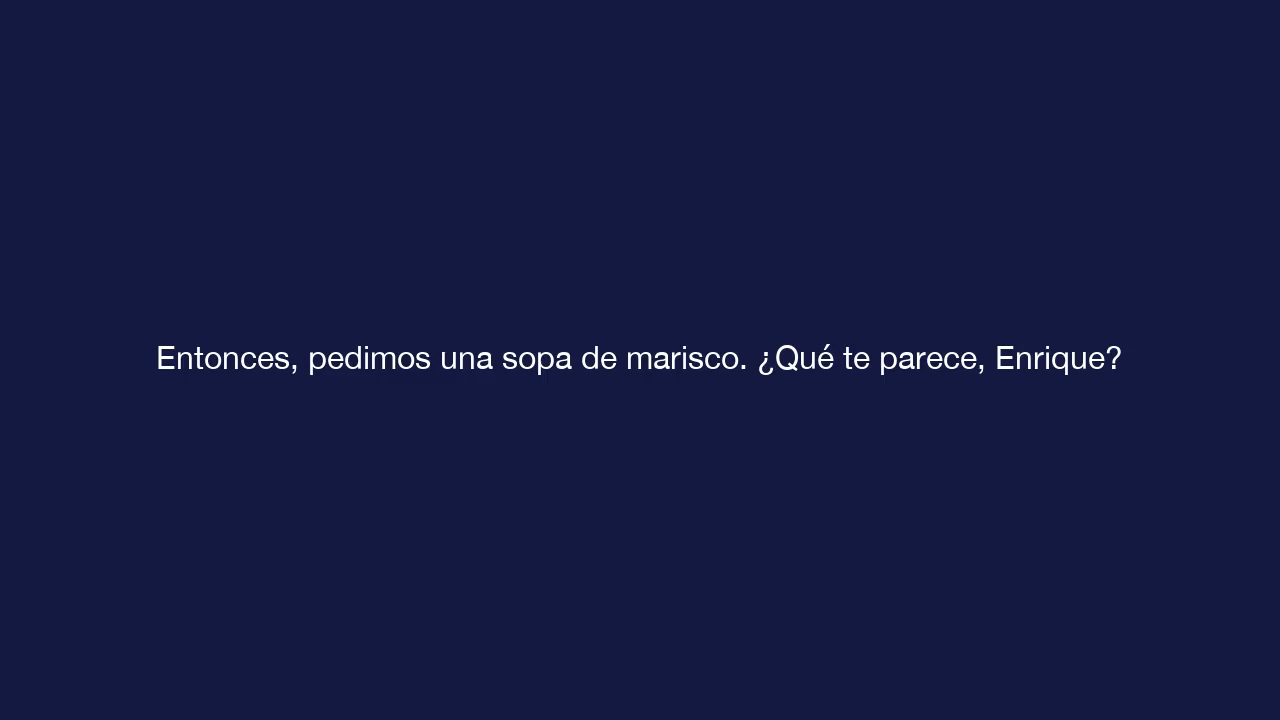 Entonces, pedimos una sopa de marisco. ¿Qué te parece, Enrique?